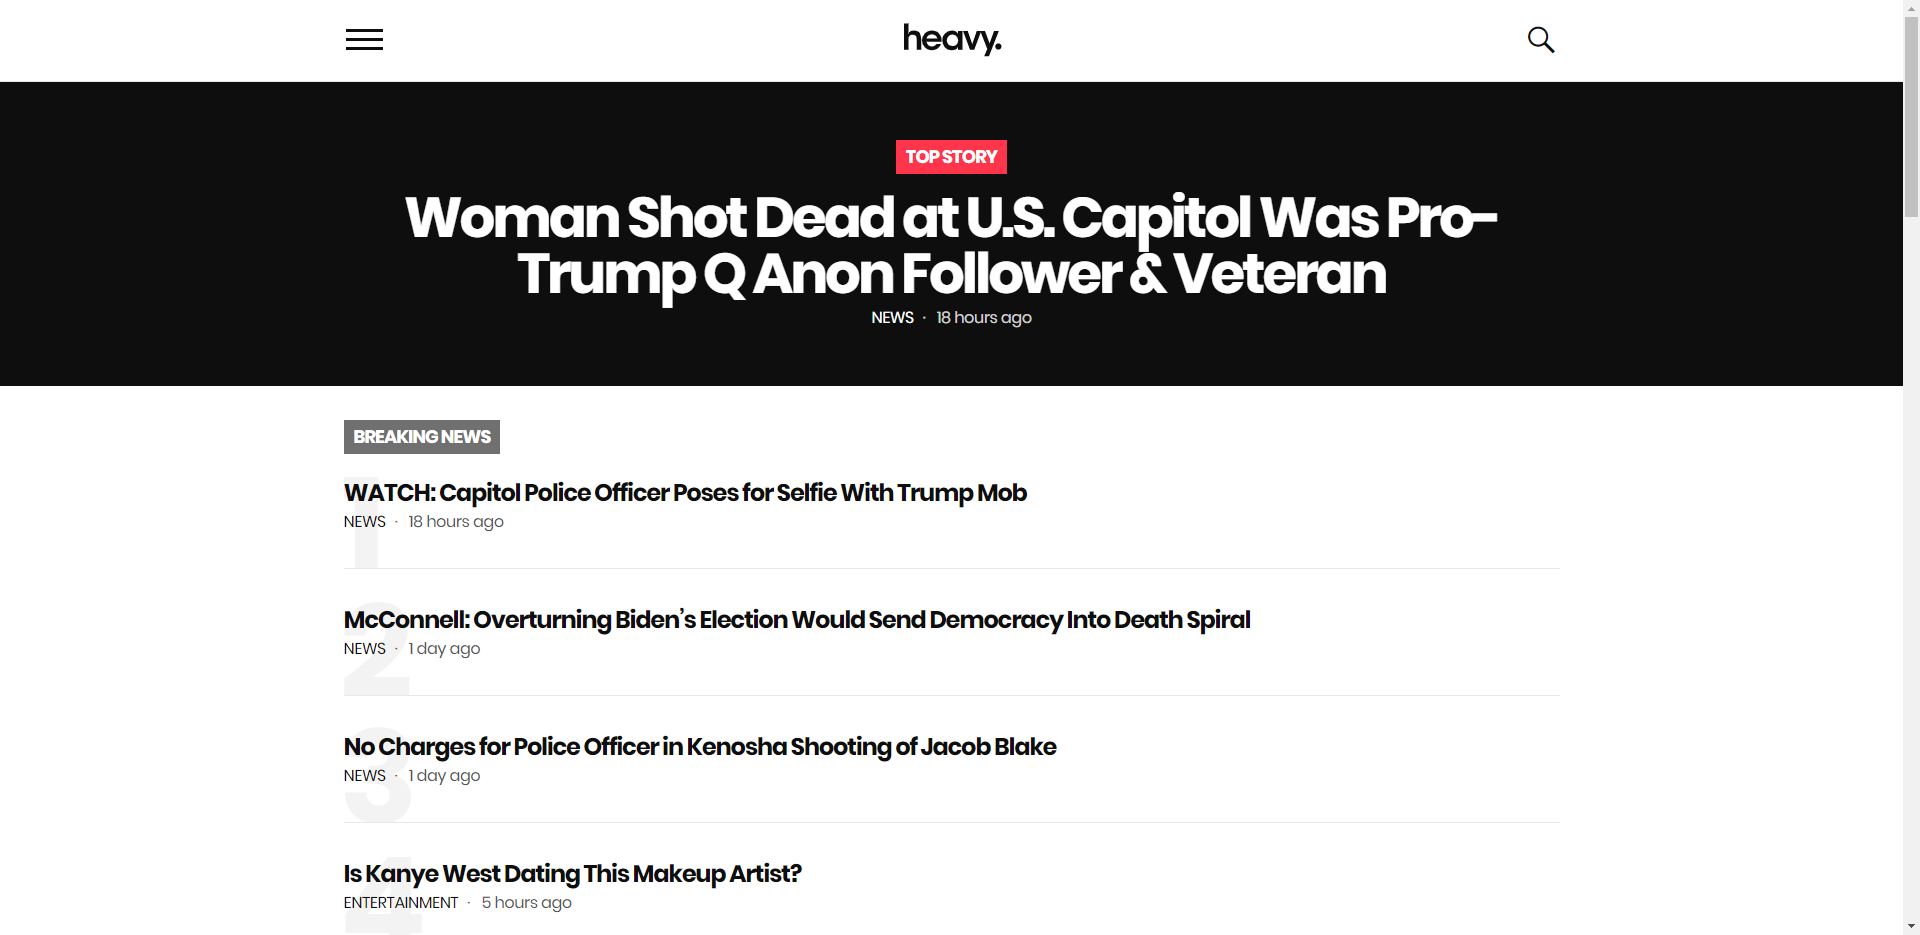 heavy.
TOP STORY
Woman Shot Dead at U.S. Capitol Was Pro-
Trump Q Anon Follower & Veteran
NEWS · 18 hours ago
BREAKING NEWS
1
WATCH: Capitol Police Officer Poses for Selfie With Trump Mob
NEWS · 18 hours ago
2
McConnell: Overturning Biden’s Election Would Send Democracy Into Death Spiral
NEWS · 1 day ago
3
No Charges for Police Officer in Kenosha Shooting of Jacob Blake
NEWS · 1 day ago
4
Is Kanye West Dating This Makeup Artist?
ENTERTAINMENT · 5 hours ago